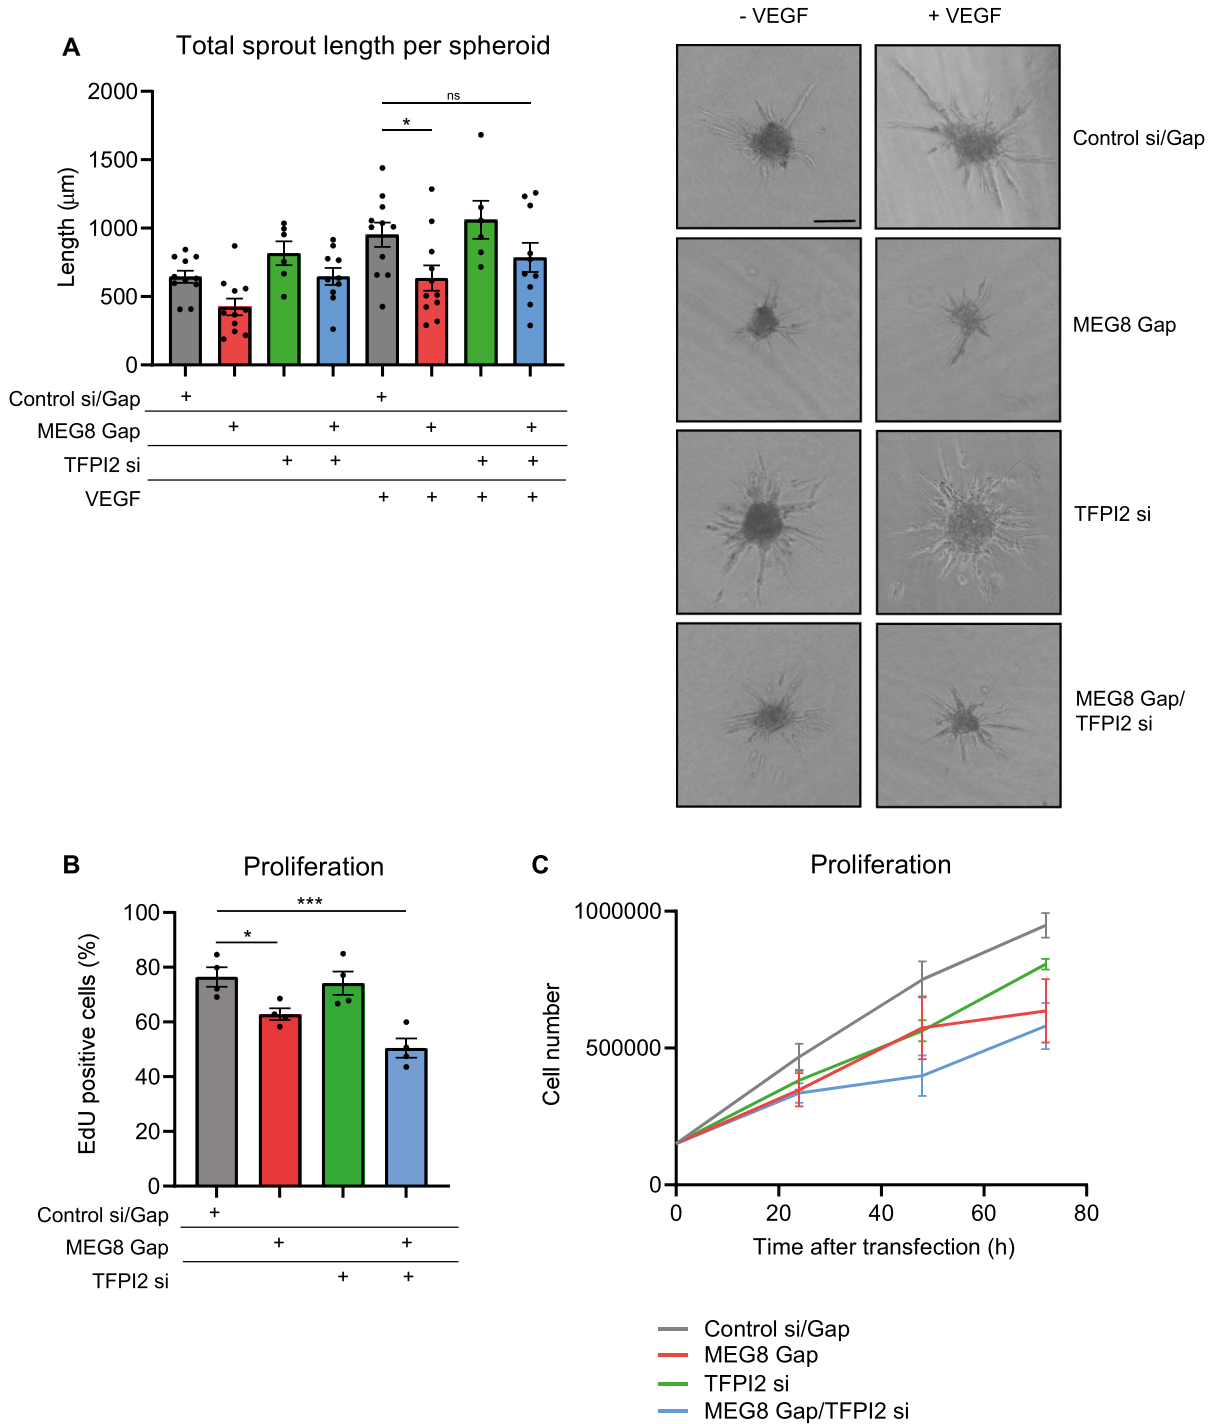 A
Total sprout length per spheroid
- VEGF
+ VEGF
2000
1500
1000
500
0
Length (μm)
ns
*
Control si/Gap
+
+
MEG8 Gap
+
+
+
+
TFPI2 si
+
+
+
+
VEGF
+
+
+
+
Control si/Gap
MEG8 Gap
TFPI2 si
MEG8 Gap/
TFPI2 si
B
Proliferation
EdU positive cells (%)
100
80
60
40
20
0
***
*
Control si/Gap
+
MEG8 Gap
+
+
TFPI2 si
+
+
C
Proliferation
Cell number
1000000
500000
0
0
20
40
60
80
Time after transfection (h)
Control si/Gap
MEG8 Gap
TFPI2 si
MEG8 Gap/TFPI2 si